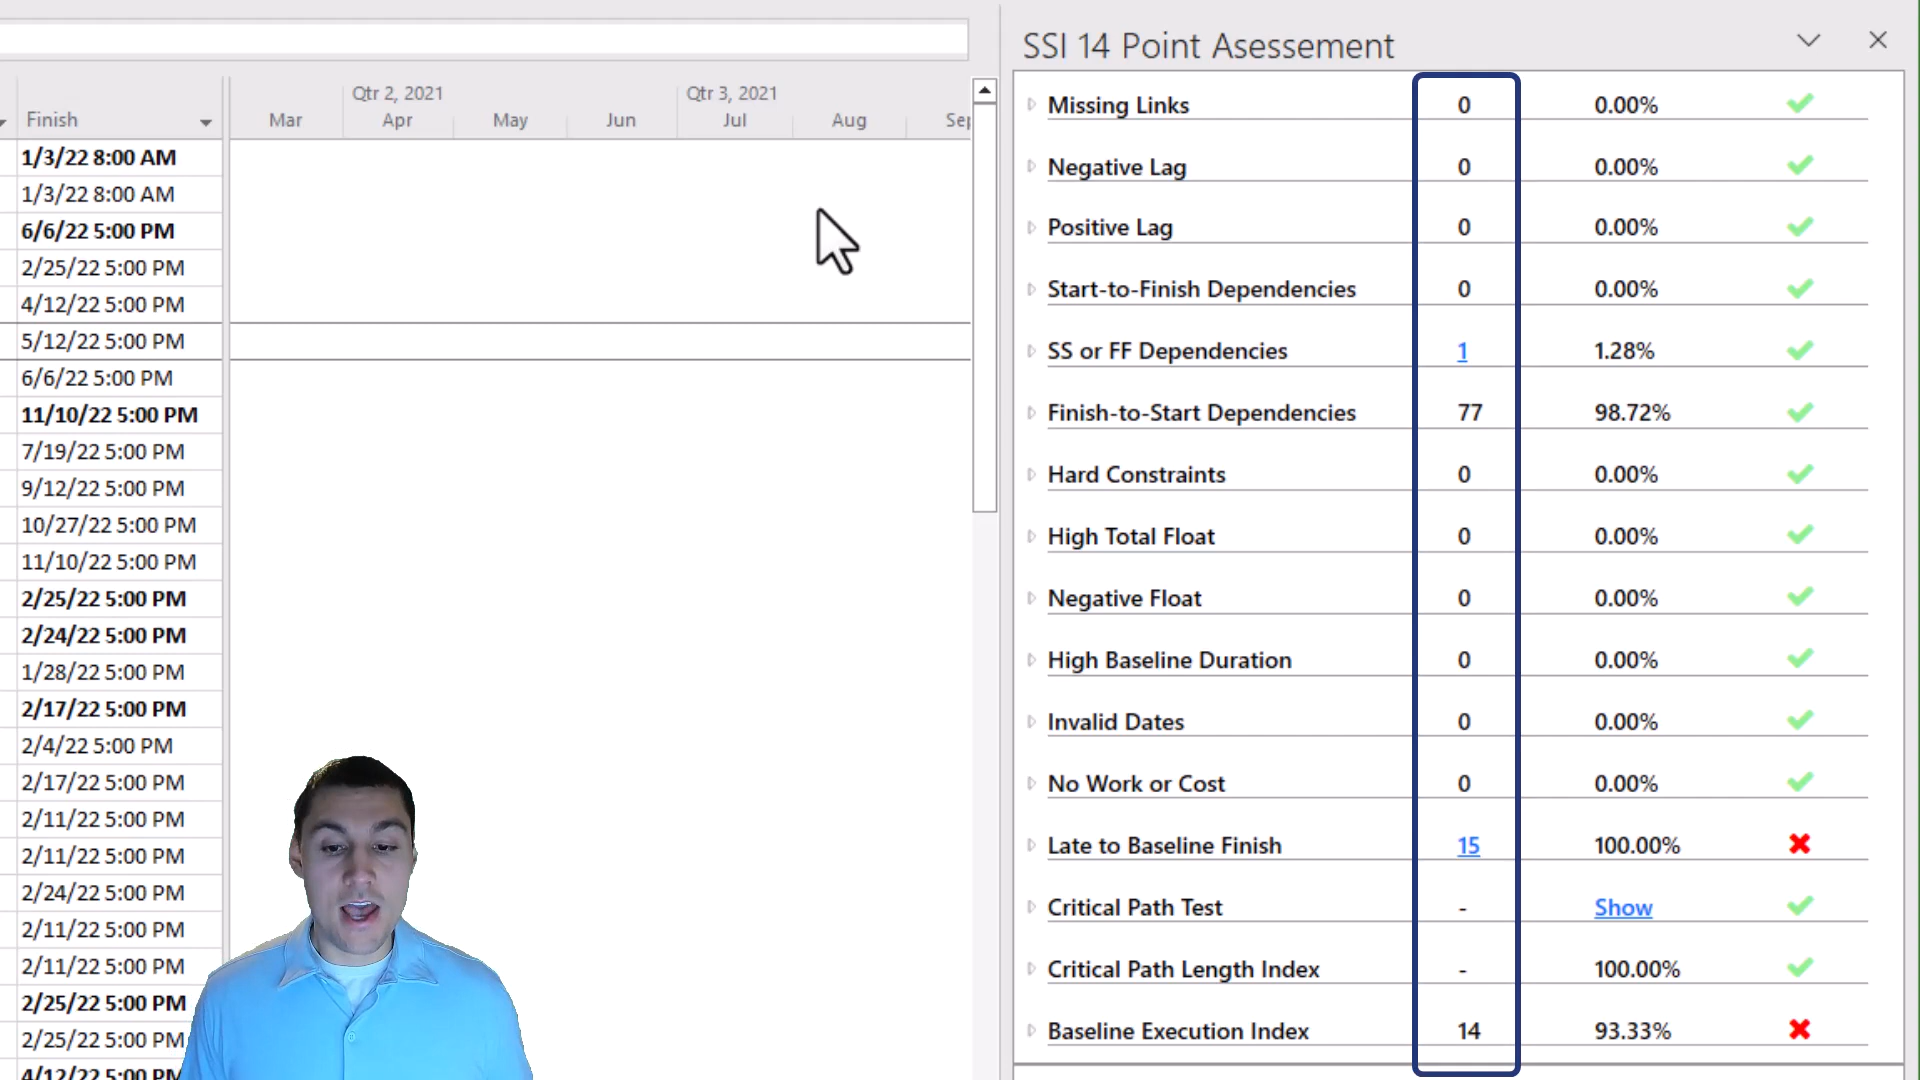 SSI 14 Point Asessement
Qtr 2, 2021 Qtr 3, 2021
Finish Mar Apr May Jun Jul Aug Sep
1/3/22 8:00 AM
1/3/22 8:00 AM
6/6/22 5:00 PM
2/25/22 5:00 PM
4/12/22 5:00 PM
5/12/22 5:00 PM
6/6/22 5:00 PM
11/10/22 5:00 PM
7/19/22 5:00 PM
9/12/22 5:00 PM
10/27/22 5:00 PM
11/10/22 5:00 PM
2/25/22 5:00 PM
2/24/22 5:00 PM
1/28/22 5:00 PM
2/17/22 5:00 PM
2/4/22 5:00 PM
2/17/22 5:00 PM
2/11/22 5:00 PM
2/11/22 5:00 PM
2/24/22 5:00 PM
2/11/22 5:00 PM
2/11/22 5:00 PM
2/25/22 5:00 PM
2/25/22 5:00 PM
4/12/22 5:00 PM
Missing Links 0 0.00%
Negative Lag 0 0.00%
Positive Lag 0 0.00%
Start-to-Finish Dependencies 0 0.00%
SS or FF Dependencies 1 1.28%
Finish-to-Start Dependencies 77 98.72%
Hard Constraints 0 0.00%
High Total Float 0 0.00%
Negative Float 0 0.00%
High Baseline Duration 0 0.00%
Invalid Dates 0 0.00%
No Work or Cost 0 0.00%
Late to Baseline Finish 15 100.00%
Critical Path Test - Show
Critical Path Length Index - 100.00%
Baseline Execution Index 14 93.33%